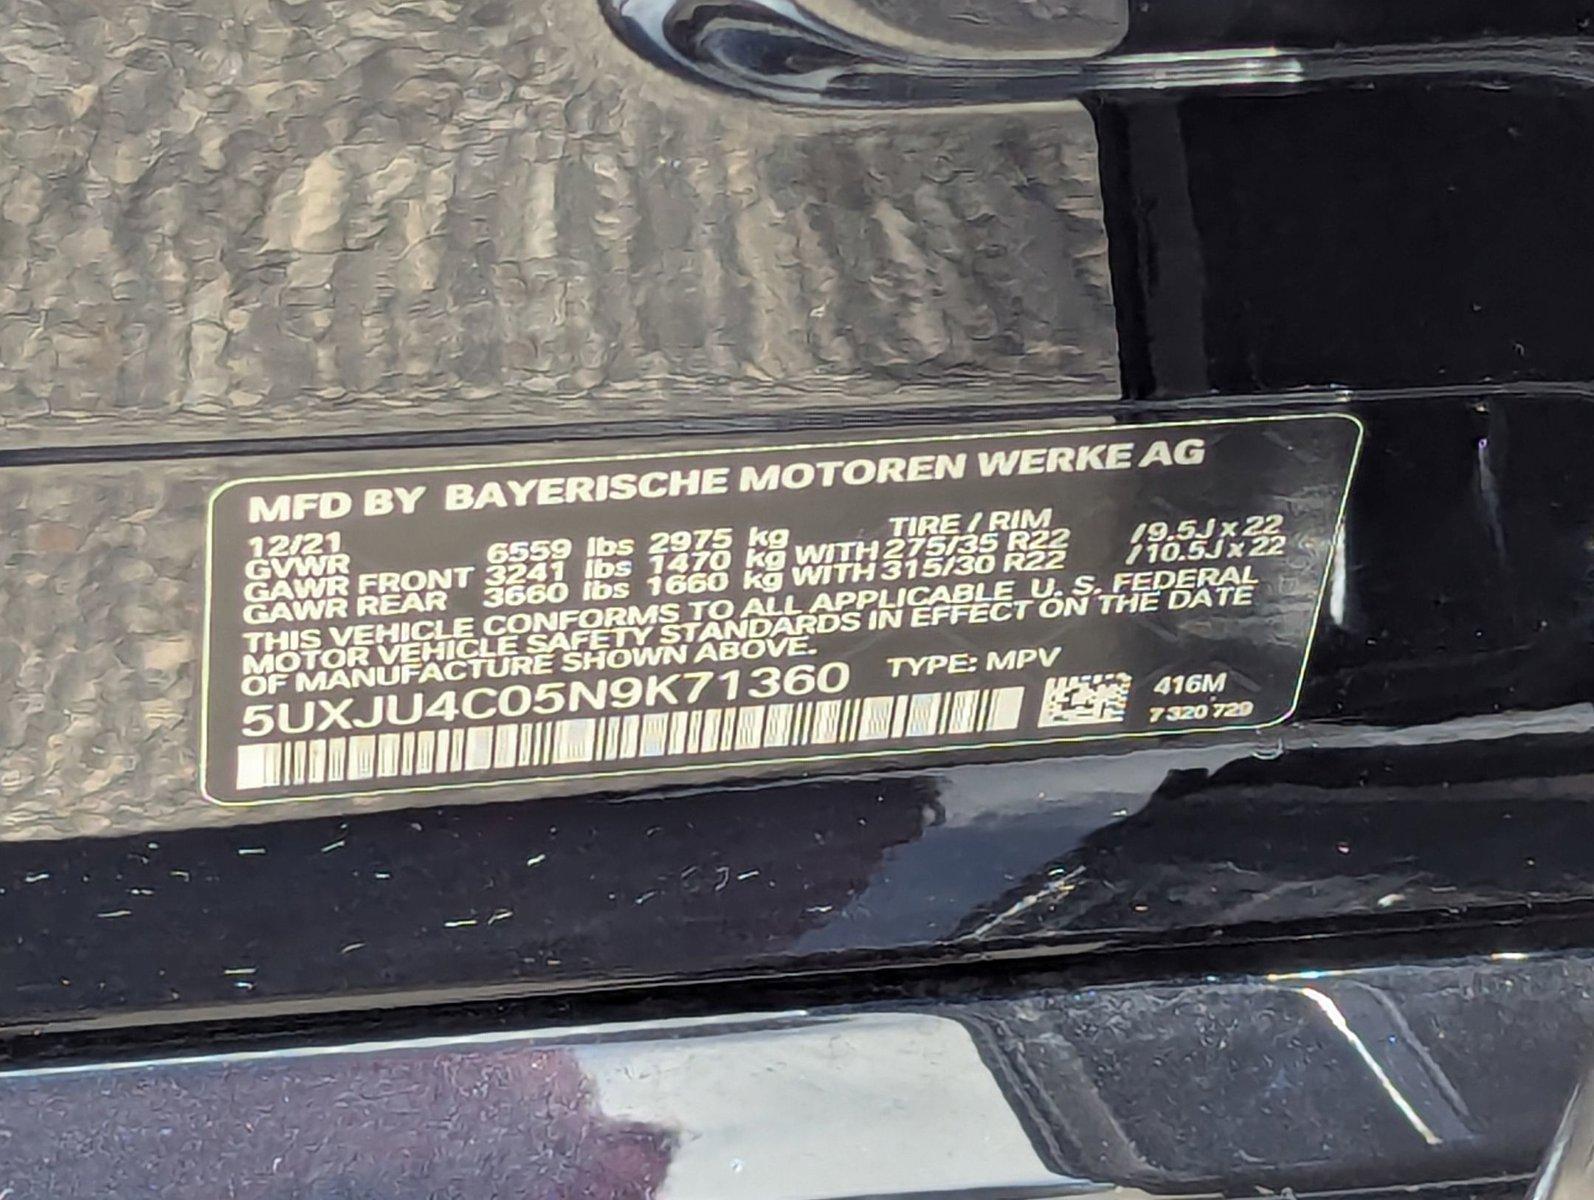 MFD BY BAYERISCHE MOTOREN WERKE AG
12/21 TIRE / RIM
GVWR 6559 lbs 2975 kg
GAWR FRONT 3241 lbs 1470 kg WITH 275/35 R22 /9.5J x 22
GAWR REAR 3660 lbs 1660 kg WITH 315/30 R22 /10.5J x 22
THIS VEHICLE CONFORMS TO ALL APPLICABLE U. S. FEDERAL
MOTOR VEHICLE SAFETY STANDARDS IN EFFECT ON THE DATE
OF MANUFACTURE SHOWN ABOVE.
5UXJU4C05N9K71360 TYPE: MPV
416M
7 320 729